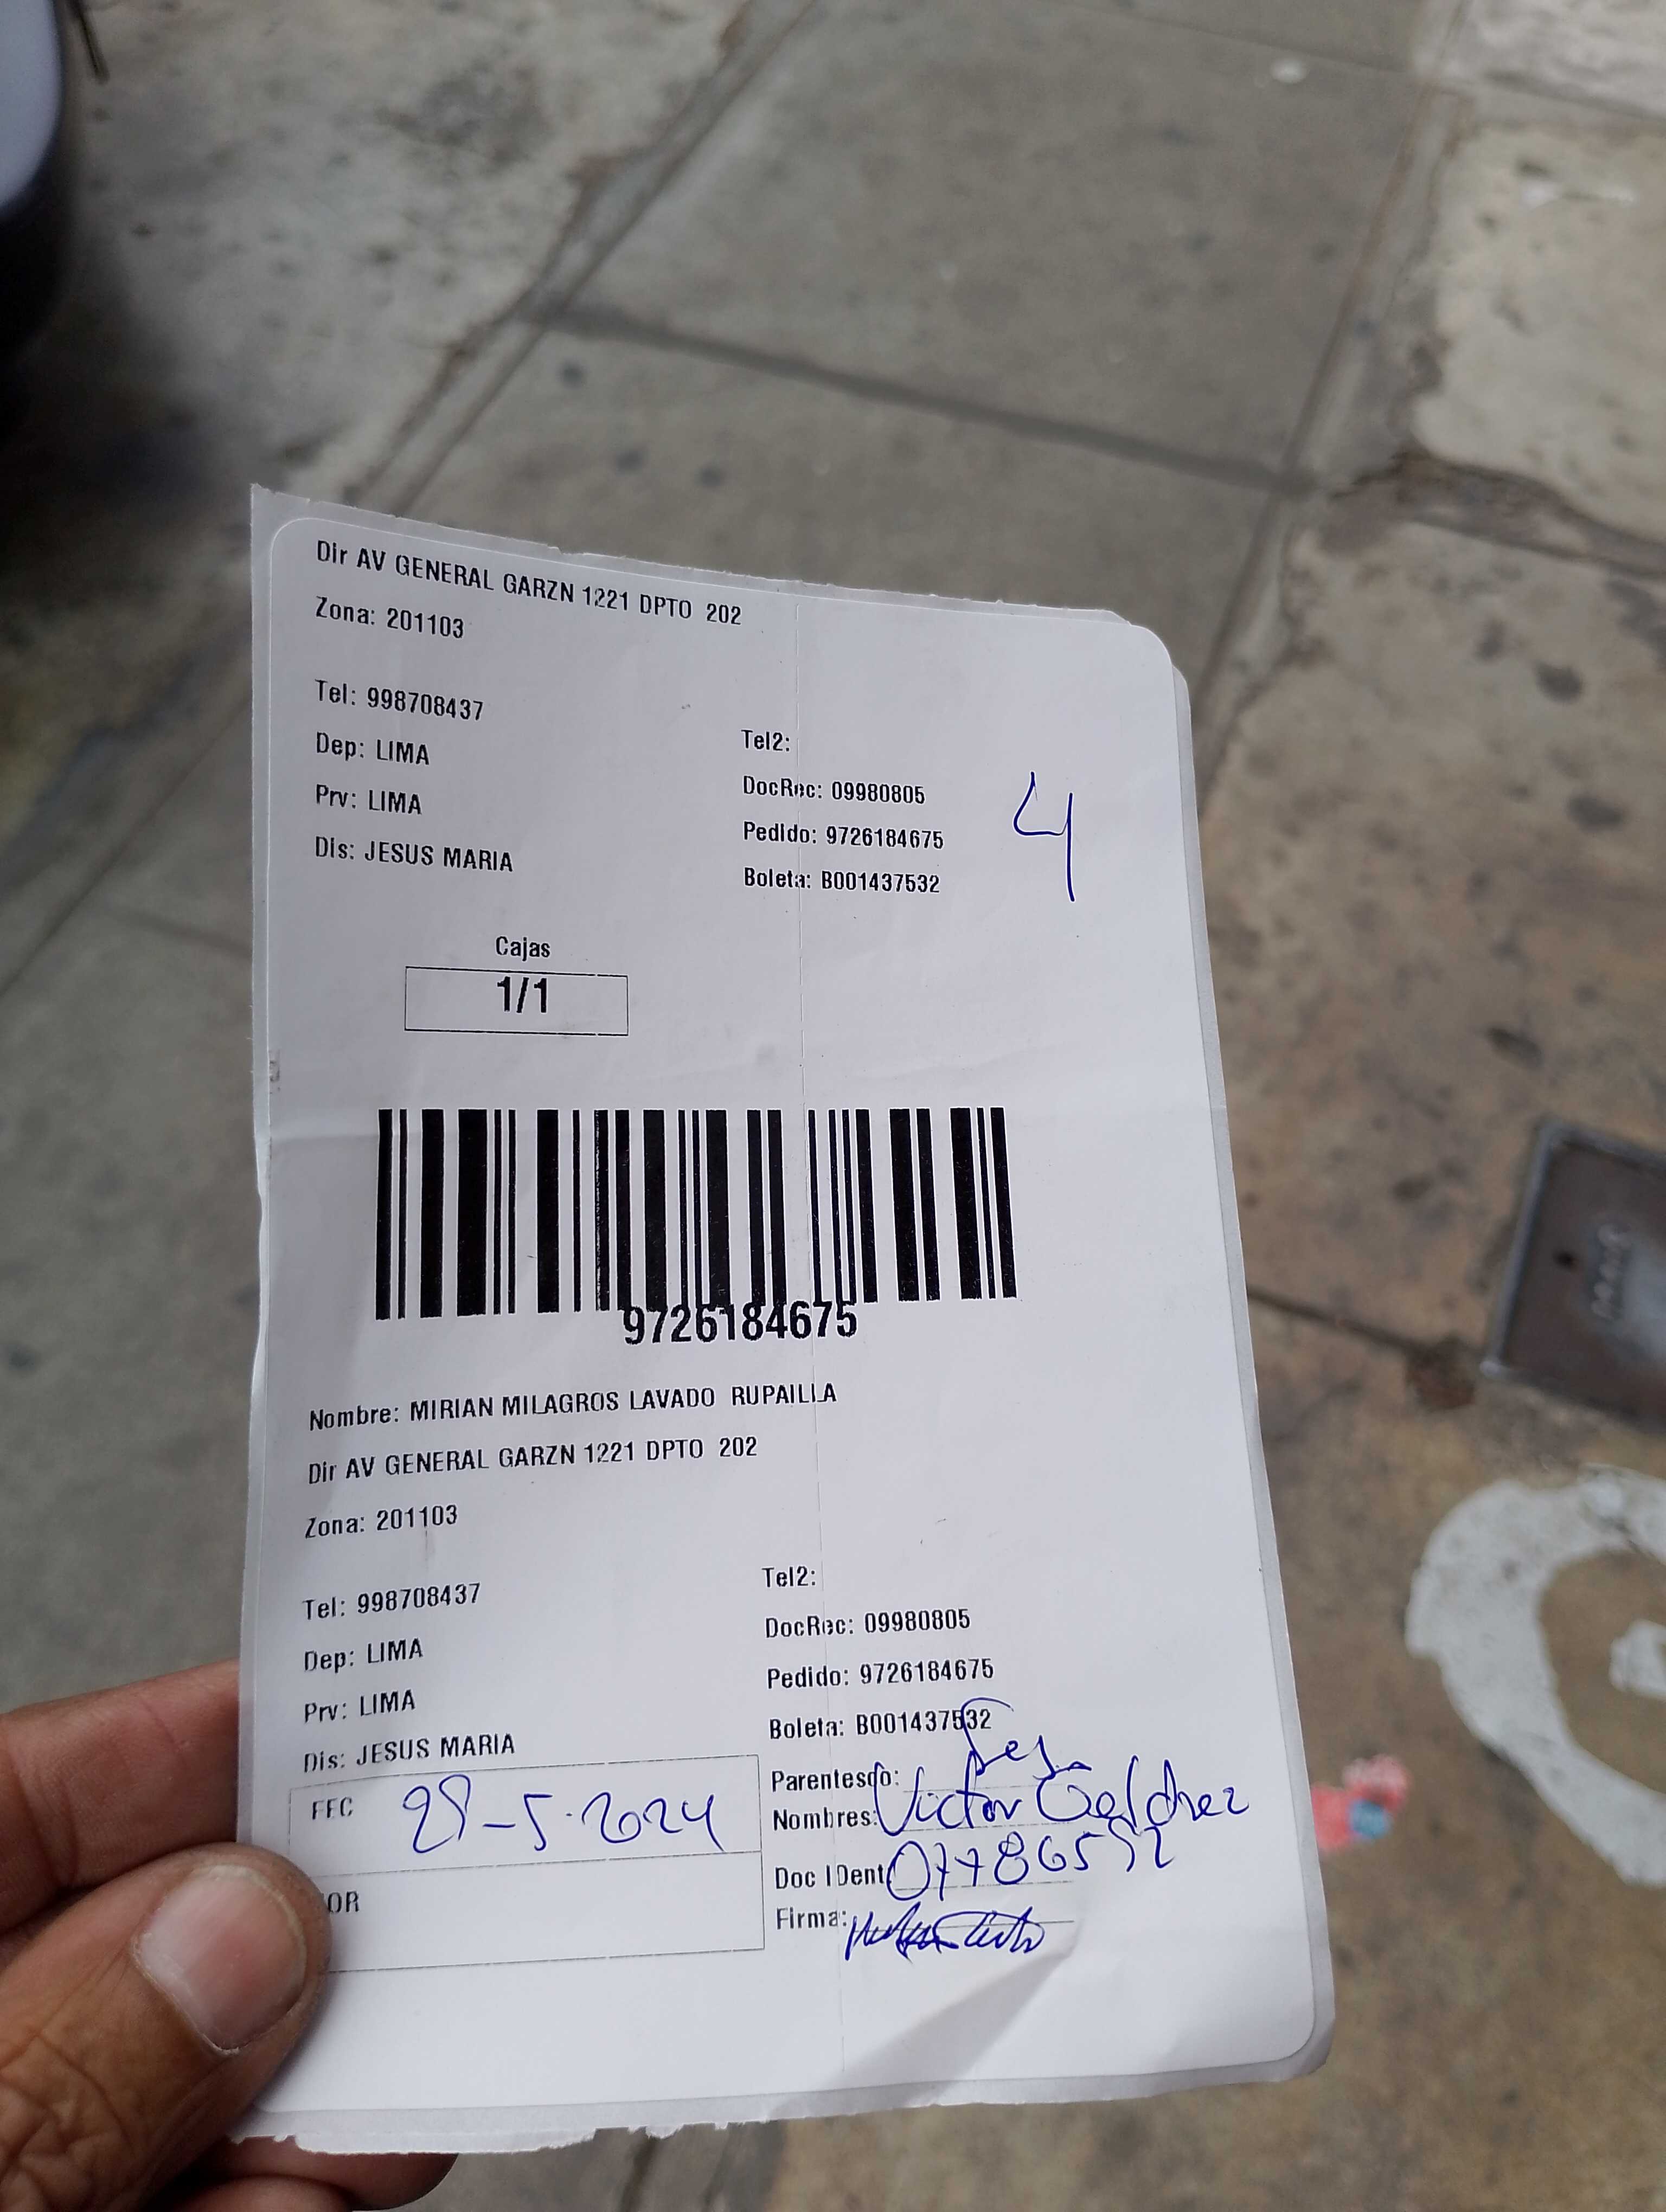 Dir AV GENERAL GARZN 1221 DPTO 202
Zona: 201103
Tel: 998708437
Tel2:
Dep: LIMA
DocRec: 09980805
Prv: LIMA
Pedido: 9726184675
Dis: JESUS MARIA
Boleta: B001437532
4
Cajas
1/1
9726184675
Nombre: MIRIAN MILAGROS LAVADO RUPAILLA
Dir AV GENERAL GARZN 1221 DPTO 202
Zona: 201103
Tel: 998708437
Tel2:
DocRec: 09980805
Dep: LIMA
Pedido: 9726184675
Prv: LIMA
Boleta: B001437532
Dis: JESUS MARIA
Parentesco:
FEC 28-5-2024
Nombres: Victor
Doc IDent
OR
Firma: